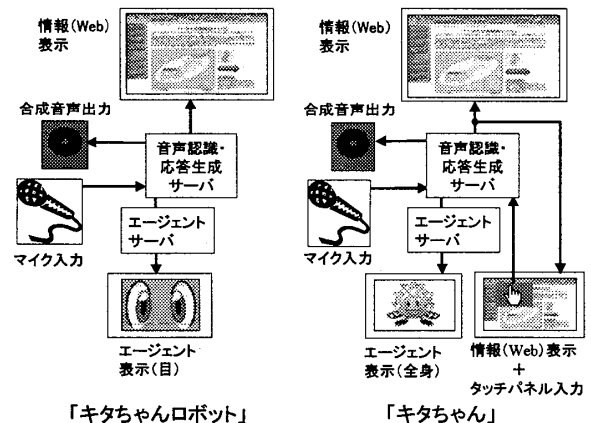 情報(Web)
表示
合成音声出力
音声認識・
応答生成
サーバ
マイク入力
エージェント
サーバ
エージェント
表示(目)
「キタちゃんロボット」
情報(Web)
表示
合成音声出力
音声認識・
応答生成
サーバ
マイク入力
エージェント
サーバ
エージェント
表示(全身)
情報(Web)表示
+
タッチパネル入力
「キタちゃん」